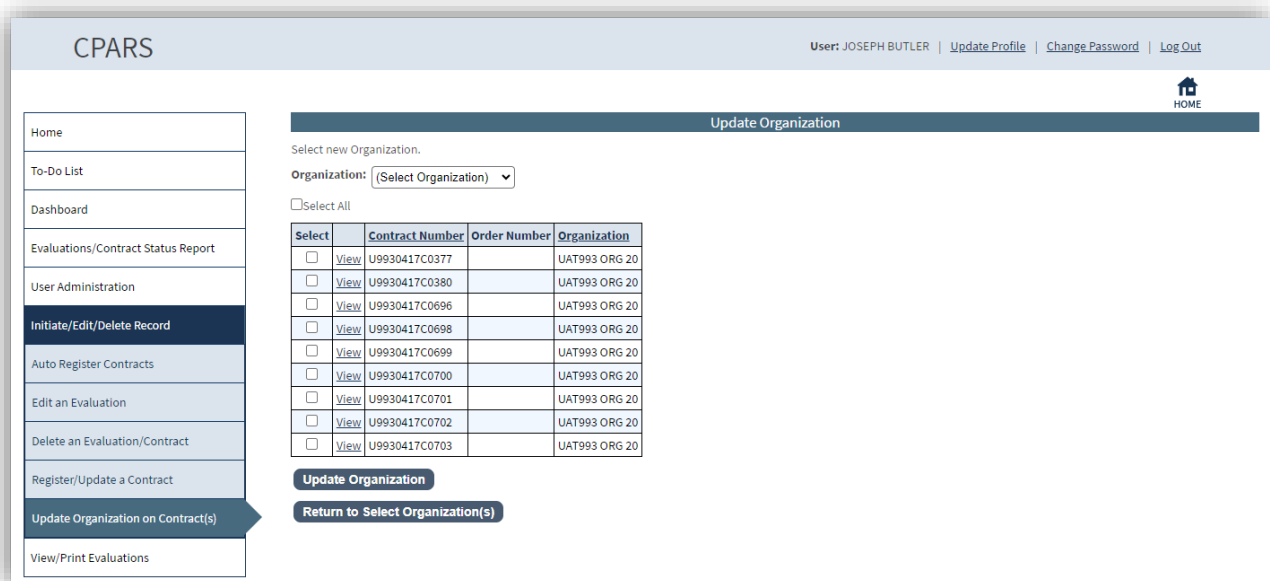 CPARS
User: JOSEPH BUTLER | Update Profile | Change Password | Log Out
HOME
Home
To-Do List
Dashboard
Evaluations/Contract Status Report
User Administration
Initiate/Edit/Delete Record
Auto Register Contracts
Edit an Evaluation
Delete an Evaluation/Contract
Register/Update a Contract
Update Organization on Contract(s)
View/Print Evaluations
Update Organization
Select new Organization.
Organization: (Select Organization)
Select All
Select Contract Number Order Number Organization
View U9930417C0377 UAT993 ORG 20
View U9930417C0380 UAT993 ORG 20
View U9930417C0696 UAT993 ORG 20
View U9930417C0698 UAT993 ORG 20
View U9930417C0699 UAT993 ORG 20
View U9930417C0700 UAT993 ORG 20
View U9930417C0701 UAT993 ORG 20
View U9930417C0702 UAT993 ORG 20
View U9930417C0703 UAT993 ORG 20
Update Organization
Return to Select Organization(s)